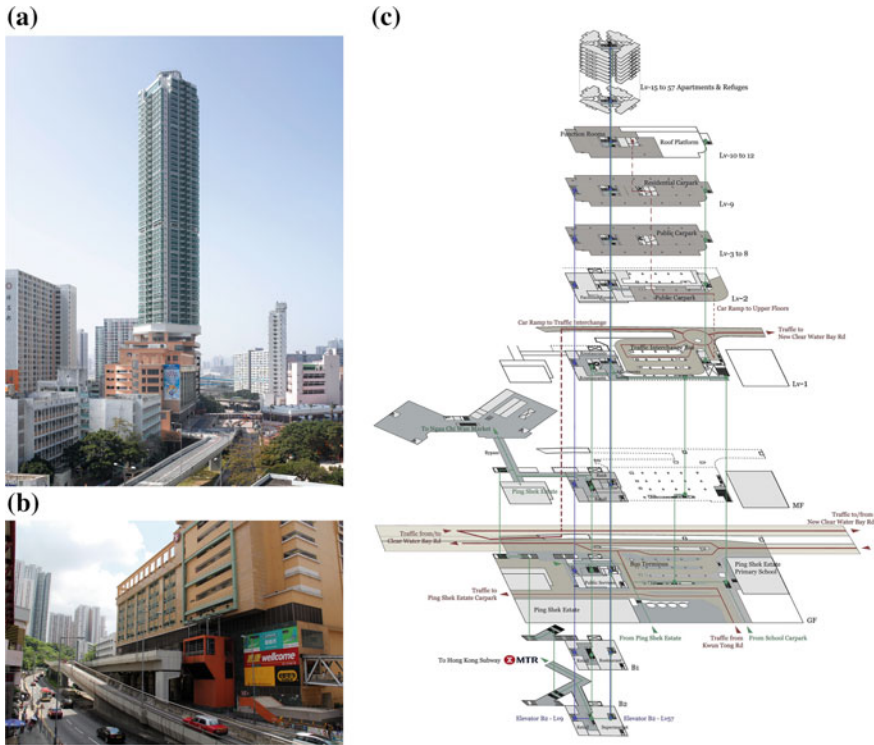 (a)
(b)
wellcome
(c)
Lv-15 to 57 Apartments & Refuges
Function Rooms
Roof Platform
Lv-10 to 12
Residential Carpark
Lv-9
Public Carpark
Lv-3 to 8
Public Carpark
Lv-2
Car Ramp to Upper Floors
Car Ramp to Traffic Interchange
Traffic to
New Clear Water Bay Rd
Traffic Interchange
Lv-1
To Ngau Chi Wan Market
Bypass
Ping Shek Estate
MF
Traffic to/from
New Clear Water Bay Rd
Traffic from/to
Clear Water Bay Rd
Bus Terminus
Ping Shek Estate
Primary School
Public Services
Traffic to
Ping Shek Estate Carpark
Ping Shek Estate
GF
From Ping Shek Estate
Traffic from
Kwun Tong Rd
From School Carpark
B1
To Hong Kong Subway
MTR
B2
Elevator B2 - Lv9
Elevator B2 - Lv57